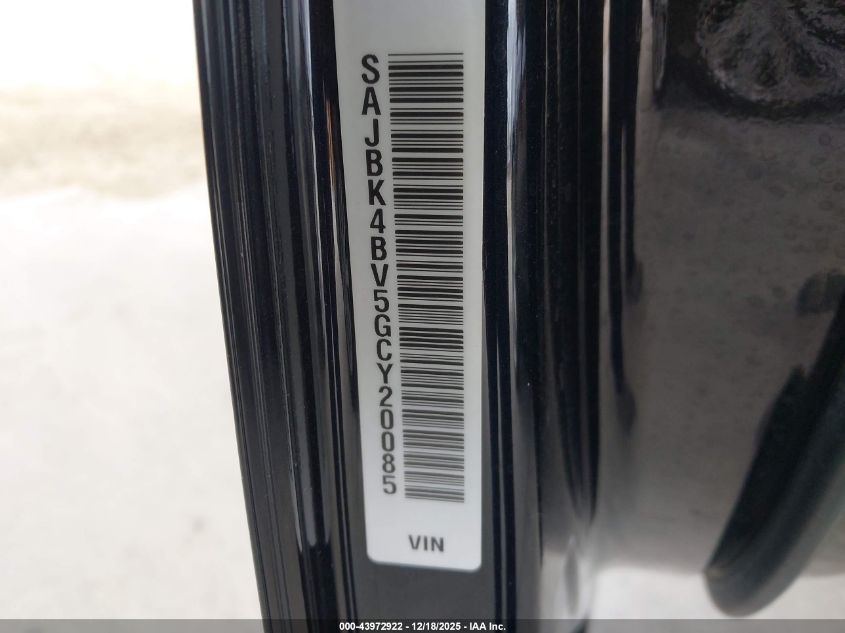 SAJBK4BV5GCY20085
VIN
000-43972922 - 12/18/2025 - IAA Inc.